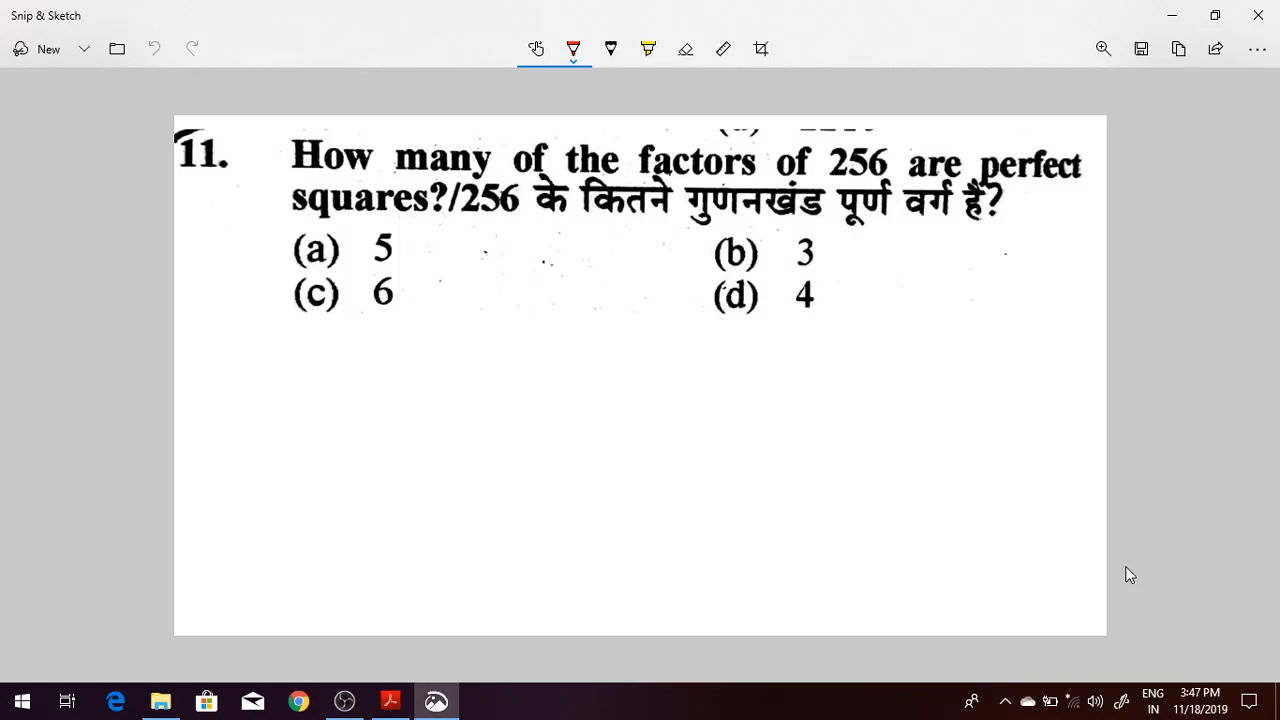 Snip & Sketch
New
11. How many of the factors of 256 are perfect
squares?/256 के कितने गुणनखंड पूर्ण वर्ग हैं?
(a) 5 (b) 3
(c) 6 (d) 4
ENG 3:47 PM
IN 11/18/2019